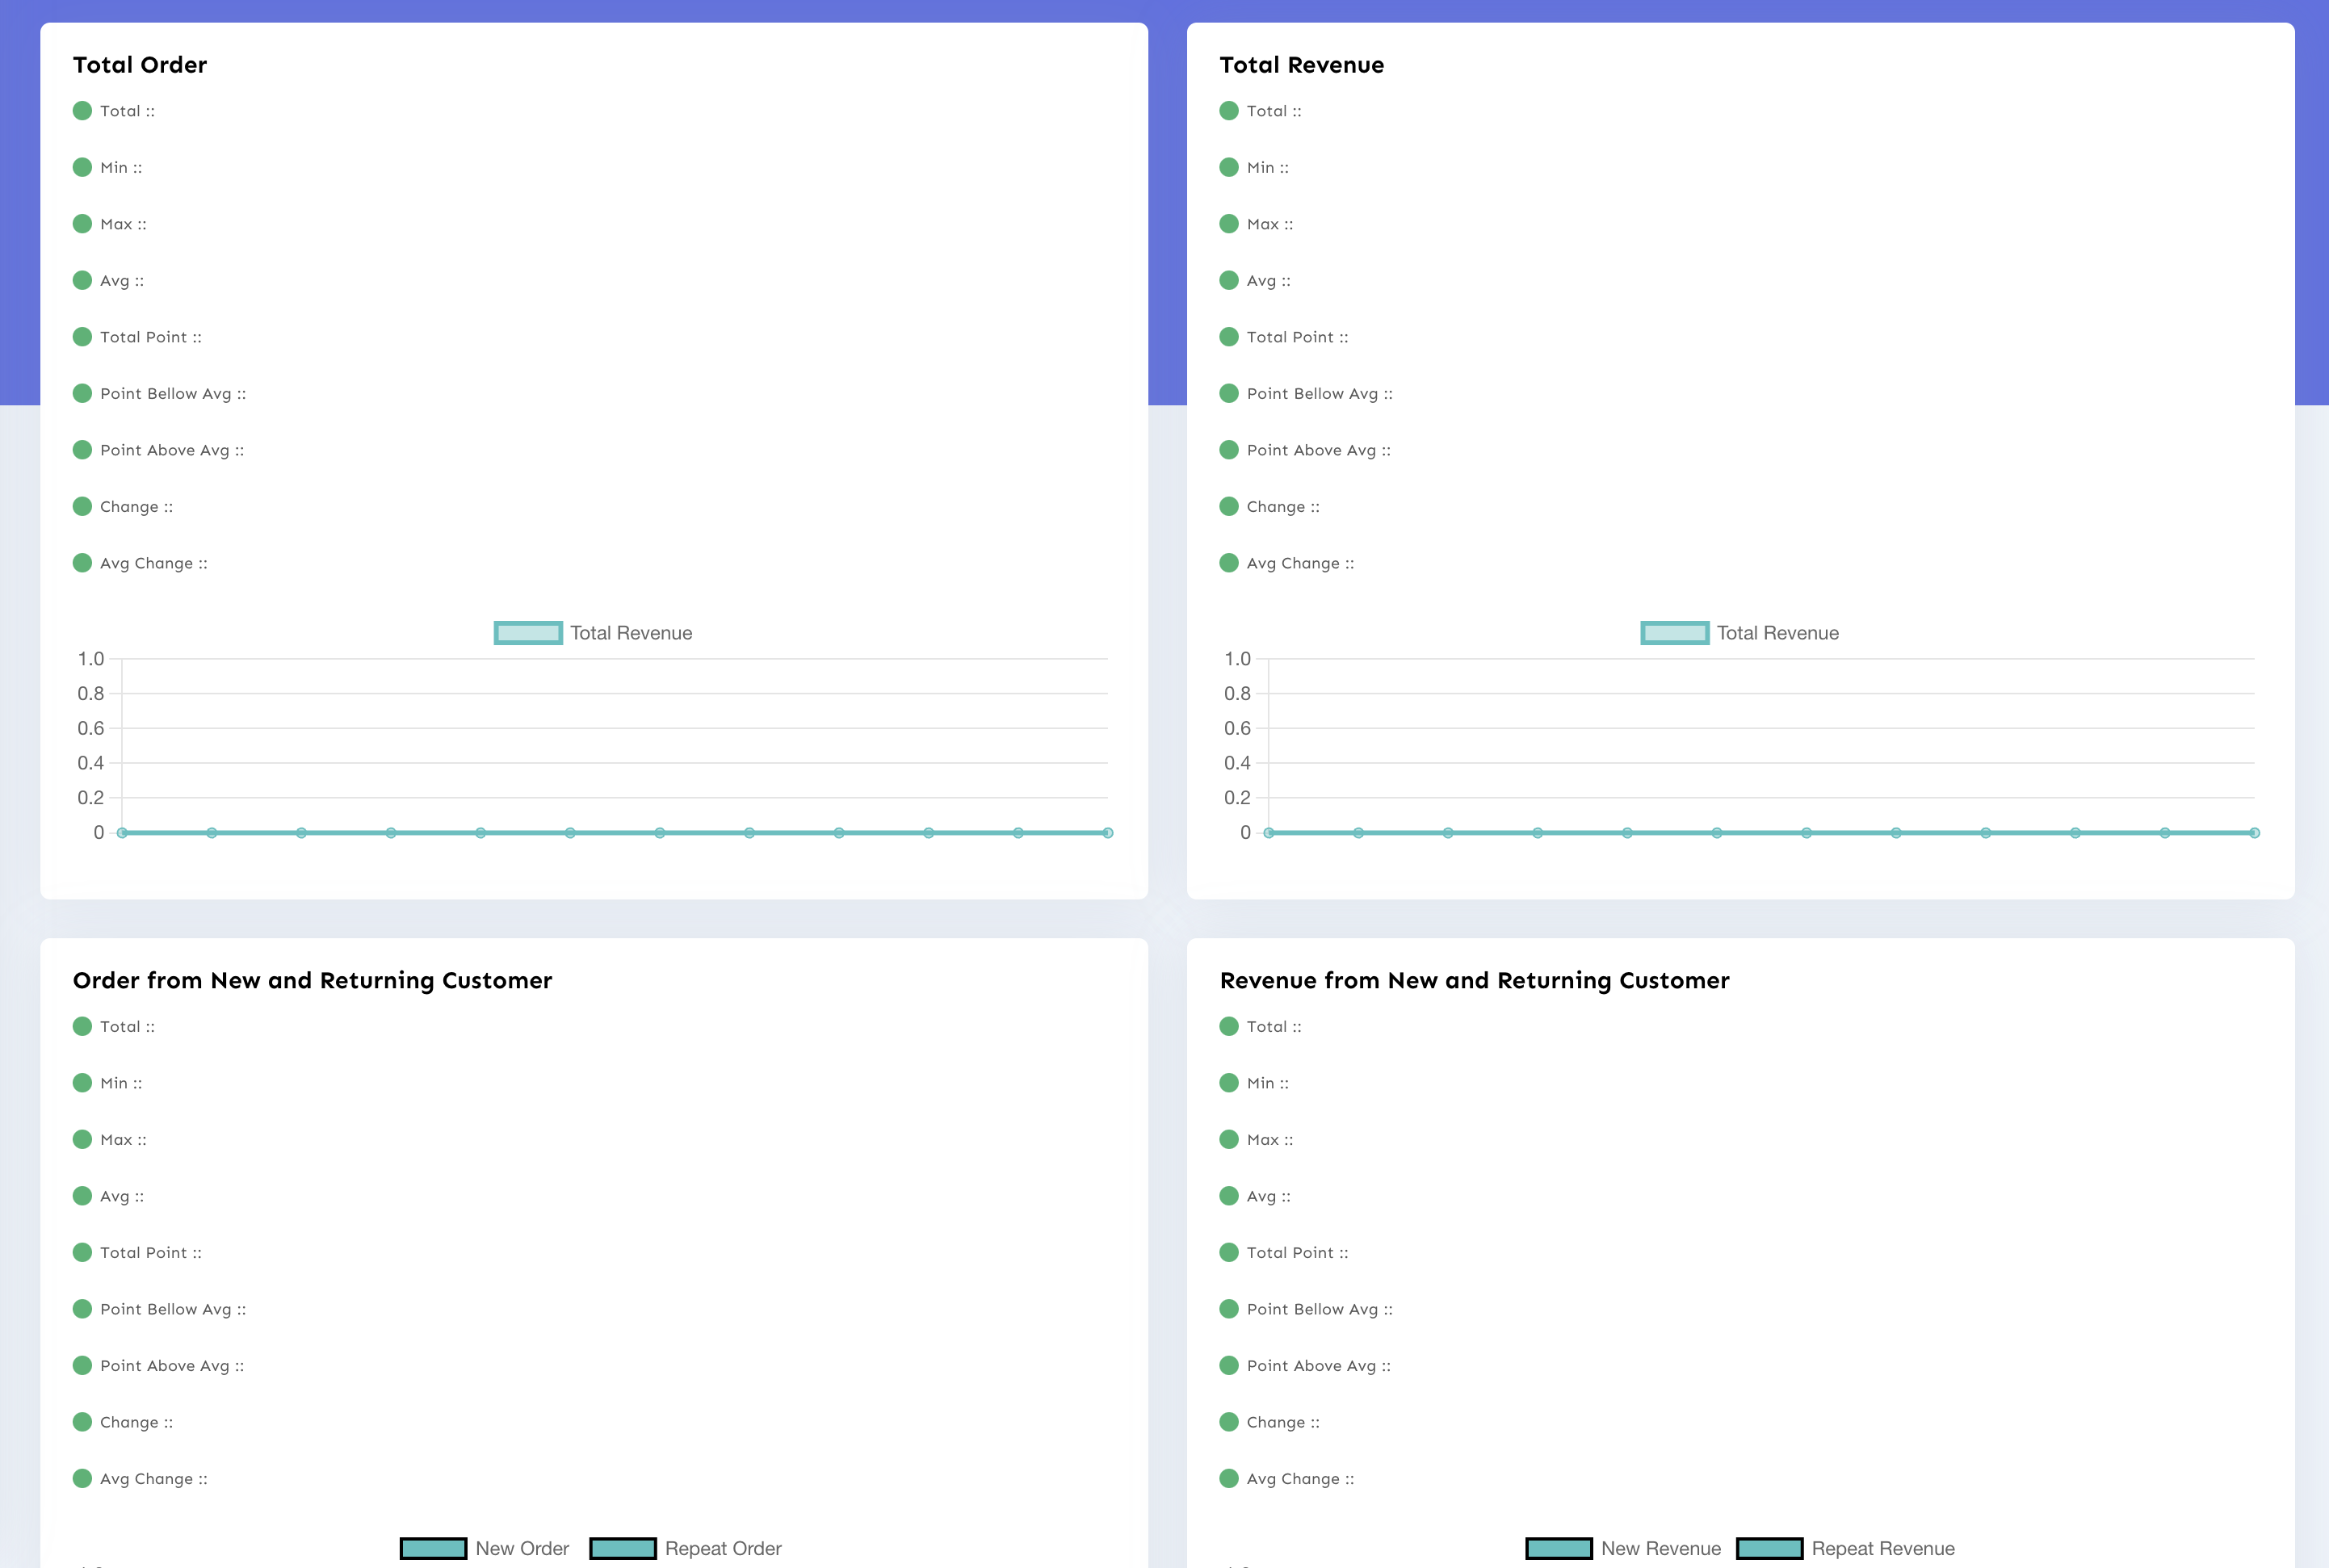 Total Order
Total ::
Min ::
Max ::
Avg ::
Total Point ::
Point Bellow Avg ::
Point Above Avg ::
Change ::
Avg Change ::
Total Revenue
1.0
0.8
0.6
0.4
0.2
0
Total Revenue
Total ::
Min ::
Max ::
Avg ::
Total Point ::
Point Bellow Avg ::
Point Above Avg ::
Change ::
Avg Change ::
Total Revenue
1.0
0.8
0.6
0.4
0.2
0
Order from New and Returning Customer
Total ::
Min ::
Max ::
Avg ::
Total Point ::
Point Bellow Avg ::
Point Above Avg ::
Change ::
Avg Change ::
New Order Repeat Order
Revenue from New and Returning Customer
Total ::
Min ::
Max ::
Avg ::
Total Point ::
Point Bellow Avg ::
Point Above Avg ::
Change ::
Avg Change ::
New Revenue Repeat Revenue